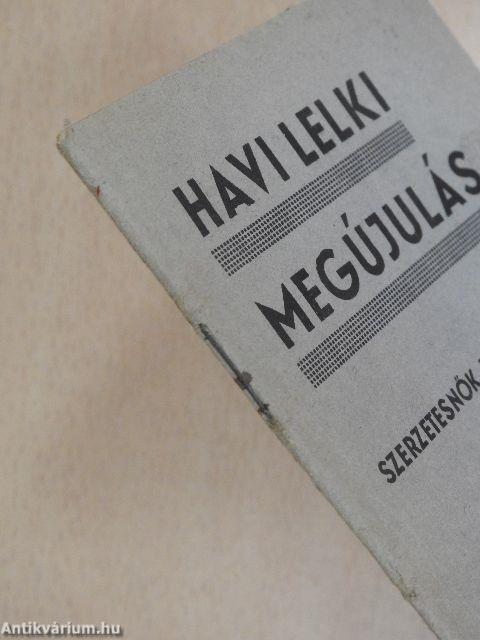 HAVI LELKI
MEGÚJULÁS
SZERZETESNŐK
Antikvárium.hu